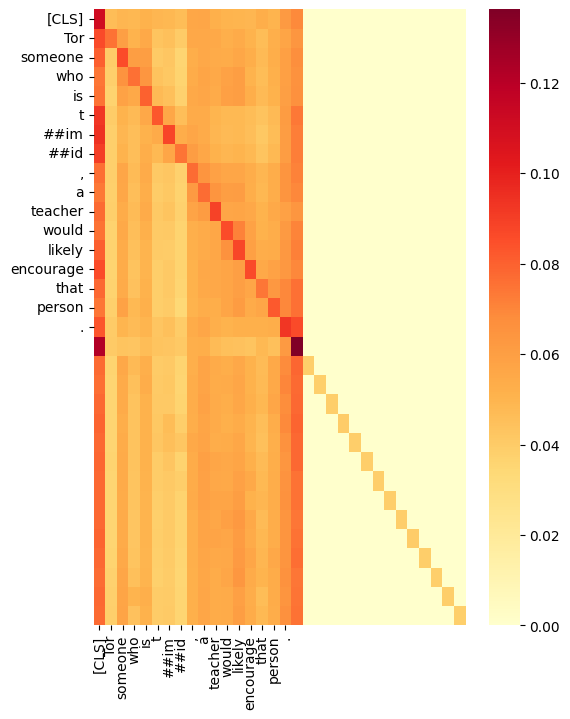 [CLS]
Tor
someone
who
is
t
##im
##id
,
a
teacher
would
likely
encourage
that
person
.
[CLS]
Tor
someone
who
is
t
##im
##id
,
a
teacher
would
likely
encourage
that
person
.
0.12
0.10
0.08
0.06
0.04
0.02
0.00